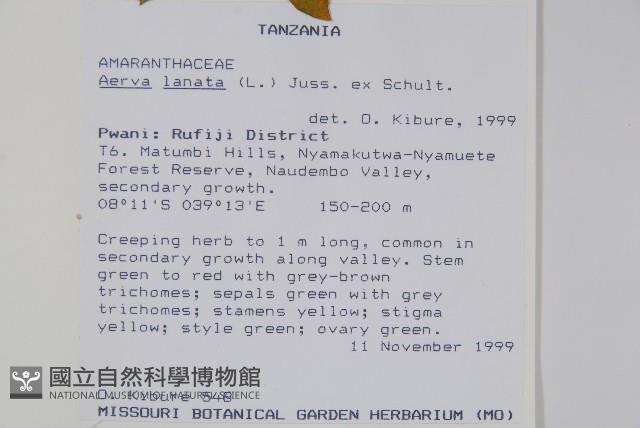 TANZANIA
AMARANTHACEAE
Aerva lanata (L.) Juss. ex Schult.
det. O. Kibure, 1999
Pwani: Rufiji District
T6. Matumbi Hills, Nyamakutwa-Nyamuete
Forest Reserve, Naudembo Valley,
secondary growth.
08°11'S 039°13'E 150-200 m
Creeping herb to 1 m long, common in
secondary growth along valley. Stem
green to red with grey-brown
trichomes; sepals green with grey
trichomes; stamens yellow; stigma
yellow; style green; ovary green.
11 November 1999
國立自然科學博物館
NATIONAL MUSEUM OF NATURAL SCIENCE
O. Kibure 546
MISSOURI BOTANICAL GARDEN HERBARIUM (MO)